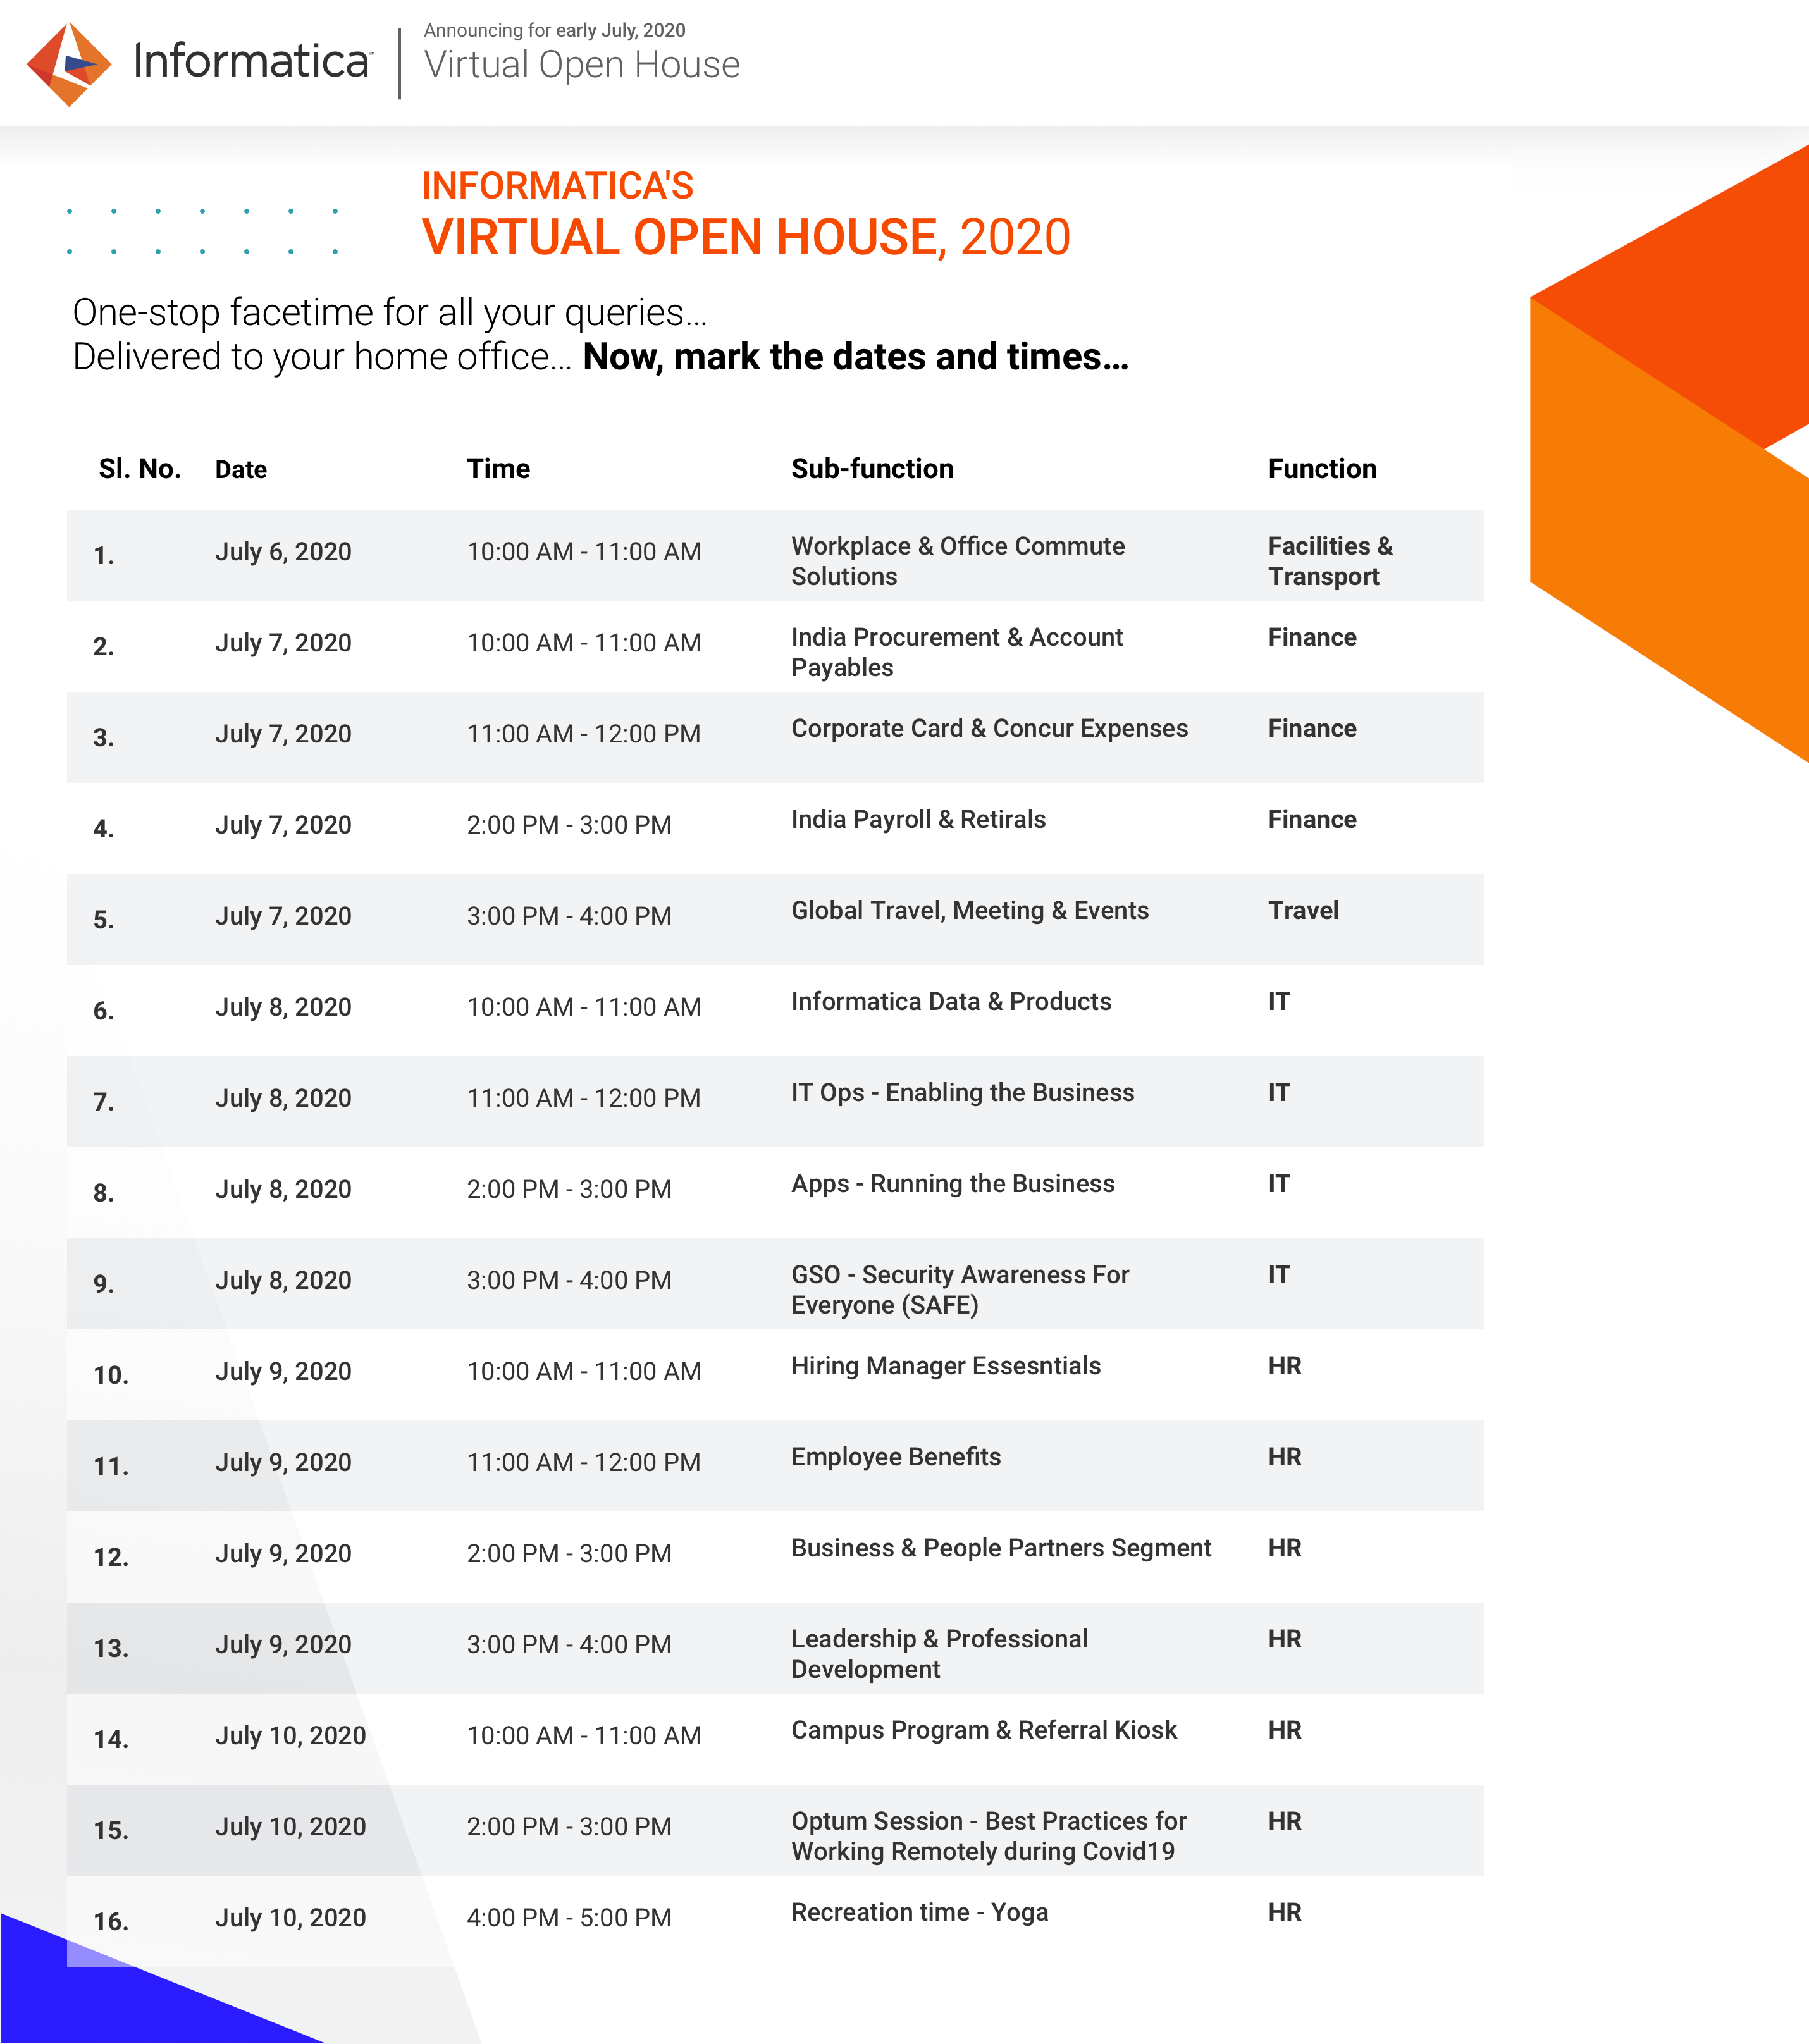 Informatica™
Announcing for early July, 2020
Virtual Open House
INFORMATICA'S
VIRTUAL OPEN HOUSE, 2020
One-stop facetime for all your queries...
Delivered to your home office... Now, mark the dates and times...
Sl. No. Date Time Sub-function Function
1. July 6, 2020 10:00 AM - 11:00 AM Workplace & Office Commute Facilities &
Solutions Transport
2. July 7, 2020 10:00 AM - 11:00 AM India Procurement & Account Finance
Payables
3. July 7, 2020 11:00 AM - 12:00 PM Corporate Card & Concur Expenses Finance
4. July 7, 2020 2:00 PM - 3:00 PM India Payroll & Retirals Finance
5. July 7, 2020 3:00 PM - 4:00 PM Global Travel, Meeting & Events Travel
6. July 8, 2020 10:00 AM - 11:00 AM Informatica Data & Products IT
7. July 8, 2020 11:00 AM - 12:00 PM IT Ops - Enabling the Business IT
8. July 8, 2020 2:00 PM - 3:00 PM Apps - Running the Business IT
9. July 8, 2020 3:00 PM - 4:00 PM GSO - Security Awareness For IT
Everyone (SAFE)
10. July 9, 2020 10:00 AM - 11:00 AM Hiring Manager Essesntials HR
11. July 9, 2020 11:00 AM - 12:00 PM Employee Benefits HR
12. July 9, 2020 2:00 PM - 3:00 PM Business & People Partners Segment HR
13. July 9, 2020 3:00 PM - 4:00 PM Leadership & Professional HR
Development
14. July 10, 2020 10:00 AM - 11:00 AM Campus Program & Referral Kiosk HR
15. July 10, 2020 2:00 PM - 3:00 PM Optum Session - Best Practices for HR
Working Remotely during Covid19
16. July 10, 2020 4:00 PM - 5:00 PM Recreation time - Yoga HR